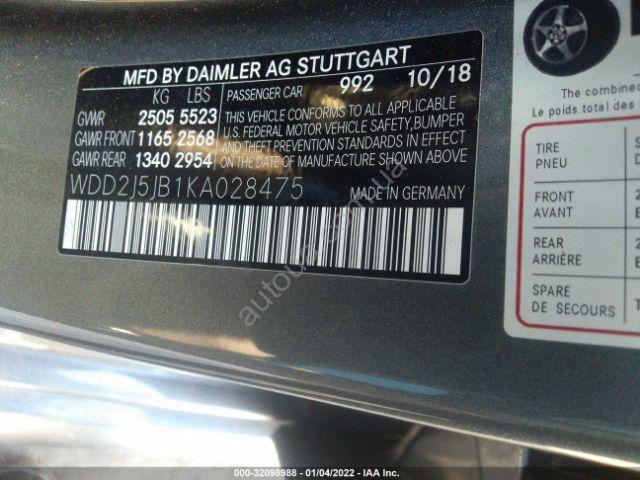 MFD BY DAIMLER AG STUTTGART
KG LBS
GVWR 2505 5523
GAWR FRONT 1165 2568
GAWR REAR 1340 2954
PASSENGER CAR 992 10/18
THIS VEHICLE CONFORMS TO ALL APPLICABLE
U.S. FEDERAL MOTOR VEHICLE SAFETY, BUMPER
AND THEFT PREVENTION STANDARDS IN EFFECT
ON THE DATE OF MANUFACTURE SHOWN ABOVE.
WDD2J5JB1KA028475
MADE IN GERMANY
The combined
Le poids total des
TIRE
PNEU
FRONT
AVANT
REAR
ARRIÈRE
SPARE
DE SECOURS
000-32098988 - 01/04/2022 - IAA Inc.